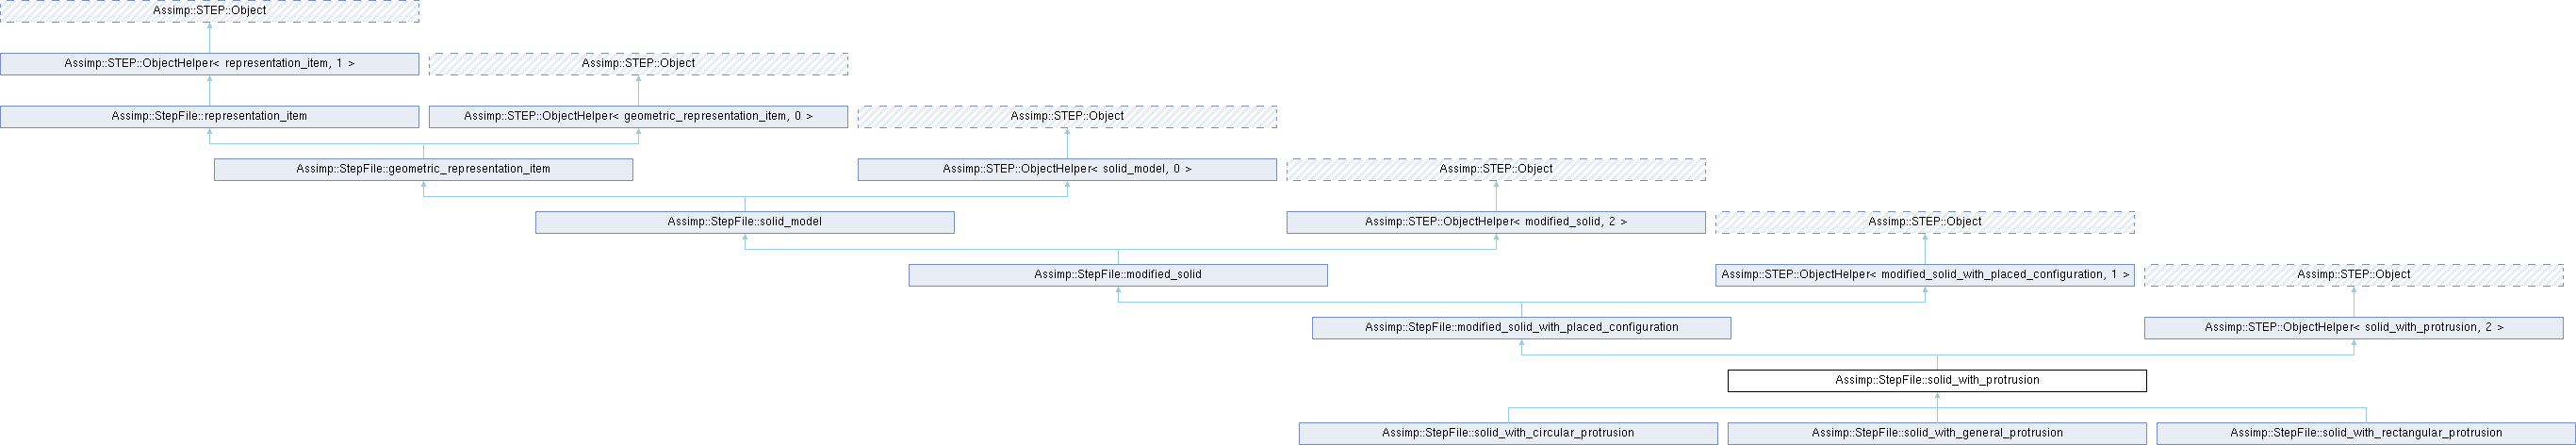 Assimp::STEP::Object
Assimp::STEP::ObjectHelper< representation_item, 1 >
Assimp::STEP::Object
Assimp::StepFile::representation_item
Assimp::STEP::ObjectHelper< geometric_representation_item, 0 >
Assimp::STEP::Object
Assimp::StepFile::geometric_representation_item
Assimp::STEP::ObjectHelper< solid_model, 0 >
Assimp::STEP::Object
Assimp::StepFile::solid_model
Assimp::STEP::ObjectHelper< modified_solid, 2 >
Assimp::STEP::Object
Assimp::StepFile::modified_solid
Assimp::STEP::ObjectHelper< modified_solid_with_placed_configuration, 1 >
Assimp::STEP::Object
Assimp::StepFile::modified_solid_with_placed_configuration
Assimp::STEP::ObjectHelper< solid_with_protrusion, 2 >
Assimp::StepFile::solid_with_protrusion
Assimp::StepFile::solid_with_circular_protrusion
Assimp::StepFile::solid_with_general_protrusion
Assimp::StepFile::solid_with_rectangular_protrusion